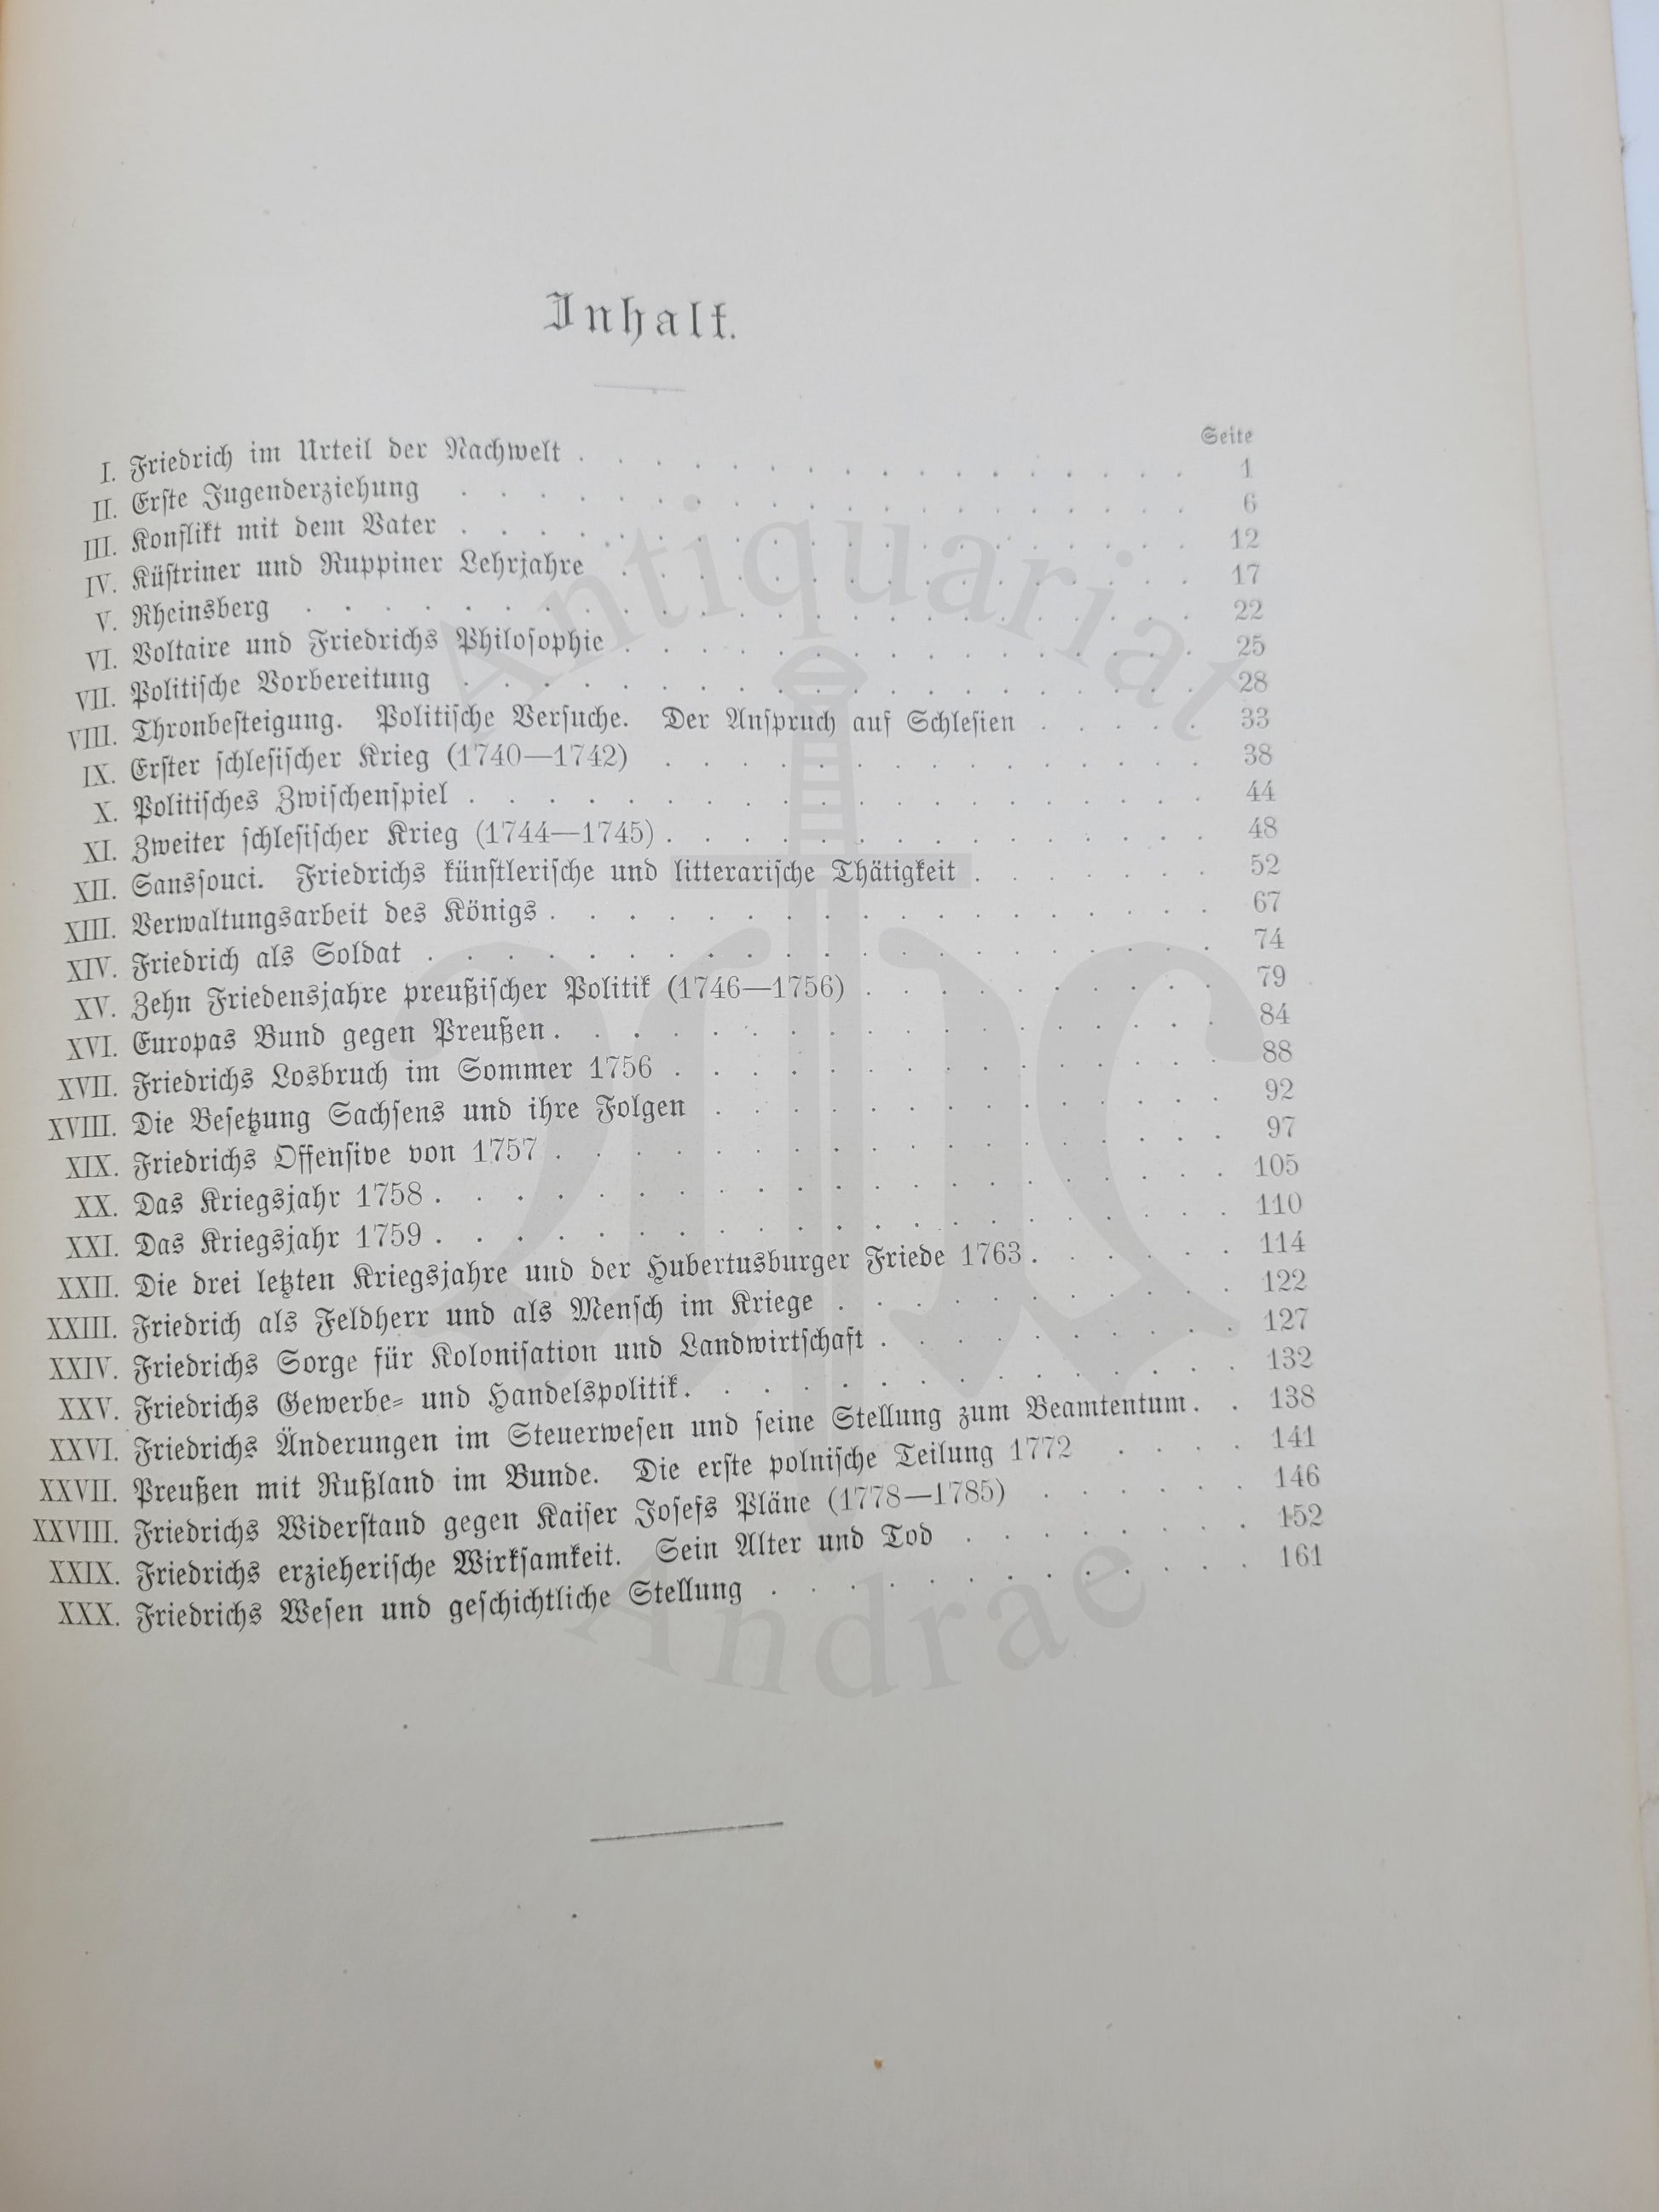 Inhalt.
Seite
I. Friedrich im Urteil der Nachwelt . . . . . . . . . . . . . . . . 1
II. Erste Jugenderziehung . . . . . . . . . . . . . . . . . . . 6
III. Konflikt mit dem Vater . . . . . . . . . . . . . . . . . . . 12
IV. Küstriner und Ruppiner Lehrjahre . . . . . . . . . . . . . . . 17
V. Rheinsberg . . . . . . . . . . . . . . . . . . . . . . . 22
VI. Voltaire und Friedrichs Philosophie . . . . . . . . . . . . . . . 25
VII. Politische Vorbereitung . . . . . . . . . . . . . . . . . . . 28
VIII. Thronbesteigung. Politische Versuche. Der Anspruch auf Schlesien . . . . . 33
IX. Erster schlesischer Krieg (1740—1742) . . . . . . . . . . . . . . 38
X. Politisches Zwischenspiel . . . . . . . . . . . . . . . . . . . 44
XI. Zweiter schlesischer Krieg (1744—1745) . . . . . . . . . . . . . . 48
XII. Sanssouci. Friedrichs künstlerische und litterarische Thätigkeit . . . . . . . 52
XIII. Verwaltungsarbeit des Königs . . . . . . . . . . . . . . . . . 67
XIV. Friedrich als Soldat . . . . . . . . . . . . . . . . . . . . 74
XV. Zehn Friedensjahre preußischer Politik (1746—1756) . . . . . . . . . 79
XVI. Europas Bund gegen Preußen . . . . . . . . . . . . . . . . . 84
XVII. Friedrichs Losbruch im Sommer 1756 . . . . . . . . . . . . . . 88
XVIII. Die Besetzung Sachsens und ihre Folgen . . . . . . . . . . . . . 92
XIX. Friedrichs Offensive von 1757 . . . . . . . . . . . . . . . . . 97
XX. Das Kriegsjahr 1758 . . . . . . . . . . . . . . . . . . . . 105
XXI. Das Kriegsjahr 1759 . . . . . . . . . . . . . . . . . . . . 110
XXII. Die drei letzten Kriegsjahre und der Hubertusburger Friede 1763 . . . . . . 114
XXIII. Friedrich als Feldherr und als Mensch im Kriege . . . . . . . . . . 122
XXIV. Friedrichs Sorge für Kolonisation und Landwirtschaft . . . . . . . . . 127
XXV. Friedrichs Gewerbe- und Handelspolitik . . . . . . . . . . . . . . 132
XXVI. Friedrichs Änderungen im Steuerwesen und seine Stellung zum Beamtentum . . 138
XXVII. Preußen mit Rußland im Bunde. Die erste polnische Teilung 1772 . . . . 141
XXVIII. Friedrichs Widerstand gegen Kaiser Josefs Pläne (1778—1785) . . . . . . 146
XXIX. Friedrichs erzieherische Wirksamkeit. Sein Alter und Tod . . . . . . . . 152
XXX. Friedrichs Wesen und geschichtliche Stellung . . . . . . . . . . . . 161
Antiquariat
Andrae